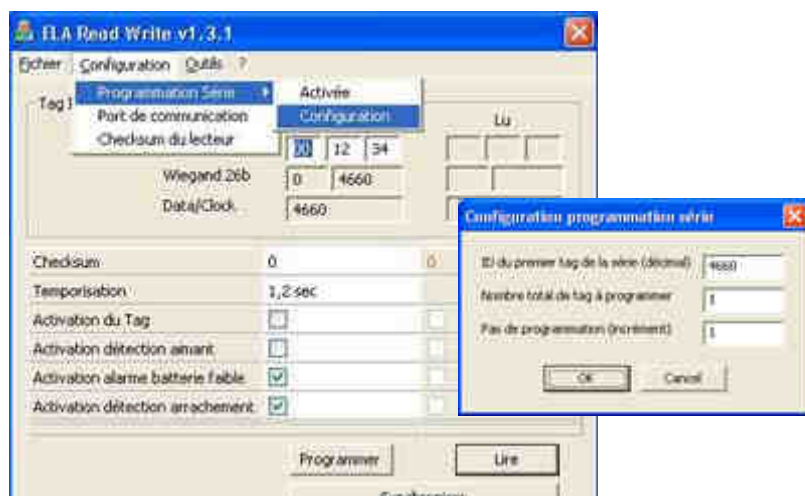 ELA Read Write v1.3.1
Fichier Configuration Outils ?
Programmation Série Activée
Tag I
Port de communication Configuration
Lu
Checksum du lecteur
00 12 34
Wiegand 26b 0 4660
Data/Clock 4660
Checksum 0 0
Temporisation 1,2 sec
Activation du Tag
Activation détection aimant
Activation alarme batterie faible
Activation détection arrachement
Programmer Lire
Configuration programmation série
ID du premier tag de la série (décimal) 4660
Nombre total de tag à programmer 1
Pas de programmation (incrément) 1
OK Cancel